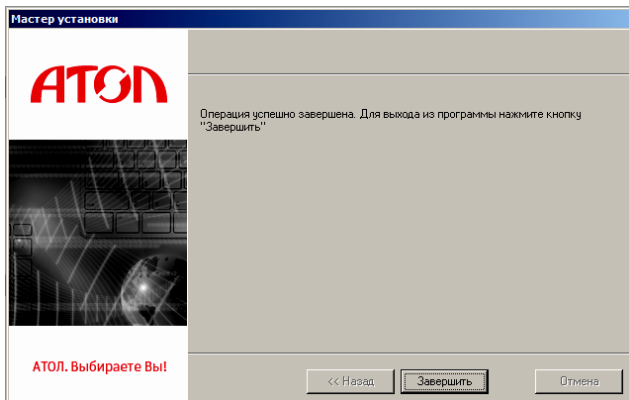 Мастер установки
АТОЛ
Операция успешно завершена. Для выхода из программы нажмите кнопку
"Завершить"
АТОЛ. Выбираете Вы!
<< Назад
Завершить
Отмена